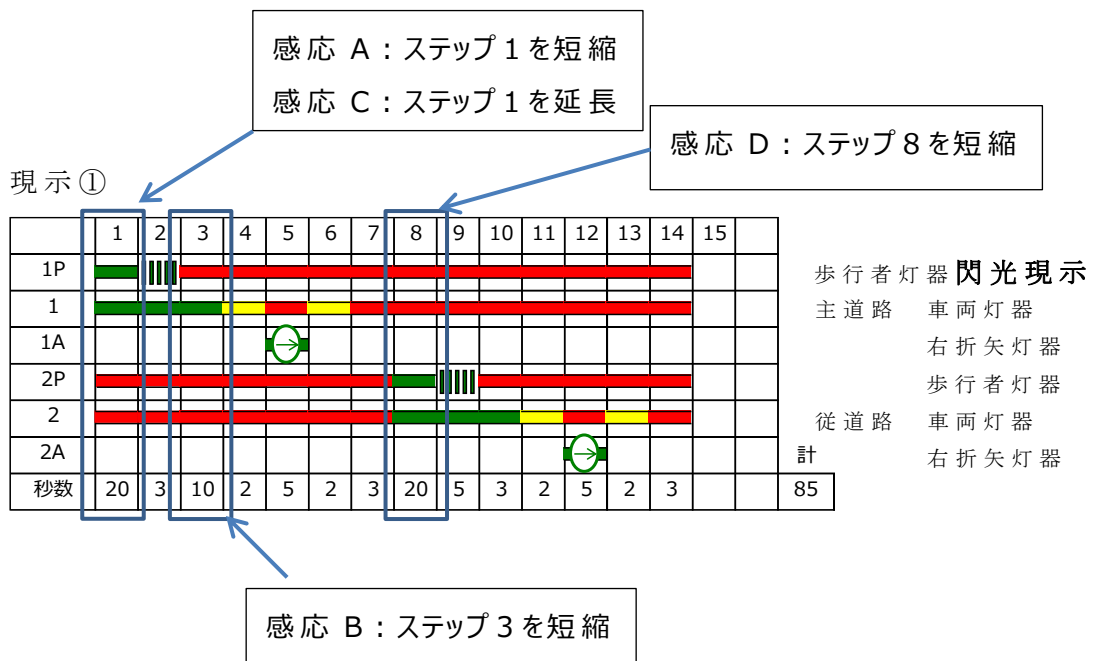 感応 A：ステップ１を短縮
感応 C：ステップ１を延長
感応 D：ステップ８を短縮
現示①
1 2 3 4 5 6 7 8 9 10 11 12 13 14 15
1P 歩行者灯器 閃光現示
1 主道路 車両灯器
1A 右折矢灯器
2P 歩行者灯器
2 従道路 車両灯器
2A 計 右折矢灯器
秒数 20 3 10 2 5 2 3 20 5 3 2 5 2 3 85
感応 B：ステップ３を短縮